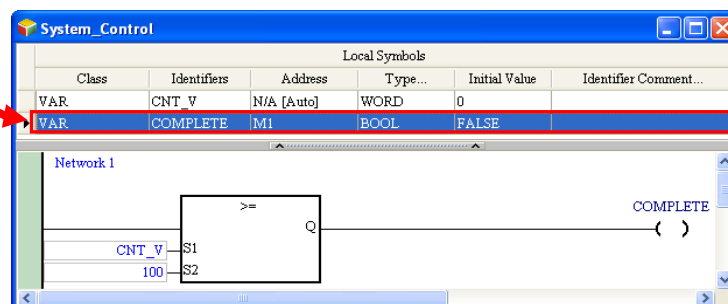 System_Control
Local Symbols
Class Identifiers Address Type... Initial Value Identifier Comment...
VAR CNT_V N/A [Auto] WORD 0
VAR COMPLETE M1 BOOL FALSE
Network 1
>=
COMPLETE
Q
CNT_V S1
100 S2